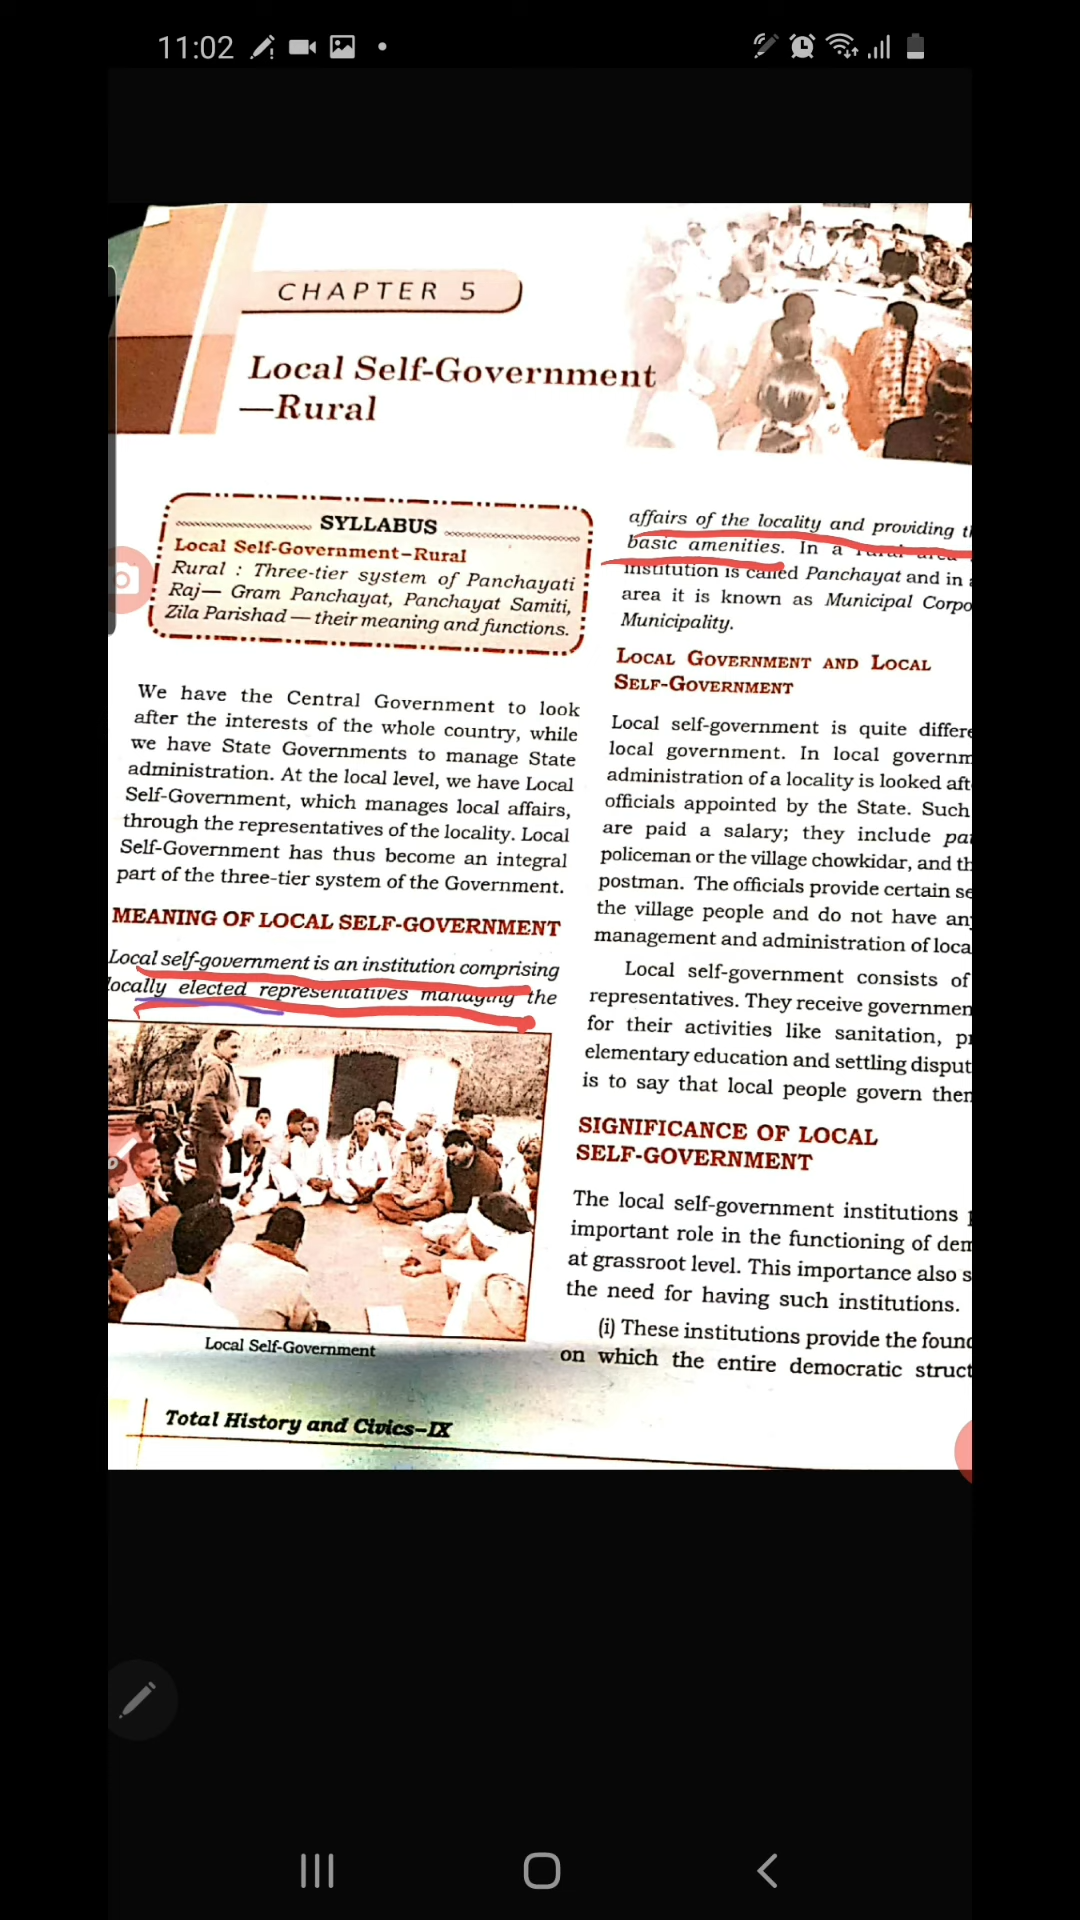 11:02
CHAPTER 5
Local Self-Government
—Rural
SYLLABUS
Local Self-Government–Rural
Rural : Three-tier system of Panchayati
Raj— Gram Panchayat, Panchayat Samiti,
Zila Parishad — their meaning and functions.
We have the Central Government to look
after the interests of the whole country, while
we have State Governments to manage State
administration. At the local level, we have Local
Self-Government, which manages local affairs,
through the representatives of the locality. Local
Self-Government has thus become an integral
part of the three-tier system of the Government.
MEANING OF LOCAL SELF-GOVERNMENT
Local self-government is an institution comprising
locally elected representatives managing the
Local Self-Government
affairs of the locality and providing
basic amenities. In a rural area
institution is called Panchayat and in
area it is known as Municipal
Municipality.
LOCAL GOVERNMENT AND LOCAL
SELF-GOVERNMENT
Local self-government is quite
local government. In local
administration of a locality is looked
officials appointed by the State. Such
are paid a salary; they include
policeman or the village chowkidar, and
postman. The officials provide certain
the village people and do not have
management and administration of
Local self-government consists of
representatives. They receive
for their activities like sanitation,
elementary education and settling
is to say that local people govern
SIGNIFICANCE OF LOCAL
SELF-GOVERNMENT
The local self-government institutions
important role in the functioning of
at grassroot level. This importance also
the need for having such institutions.
(i) These institutions provide the
on which the entire democratic
Total History and Civics–IX